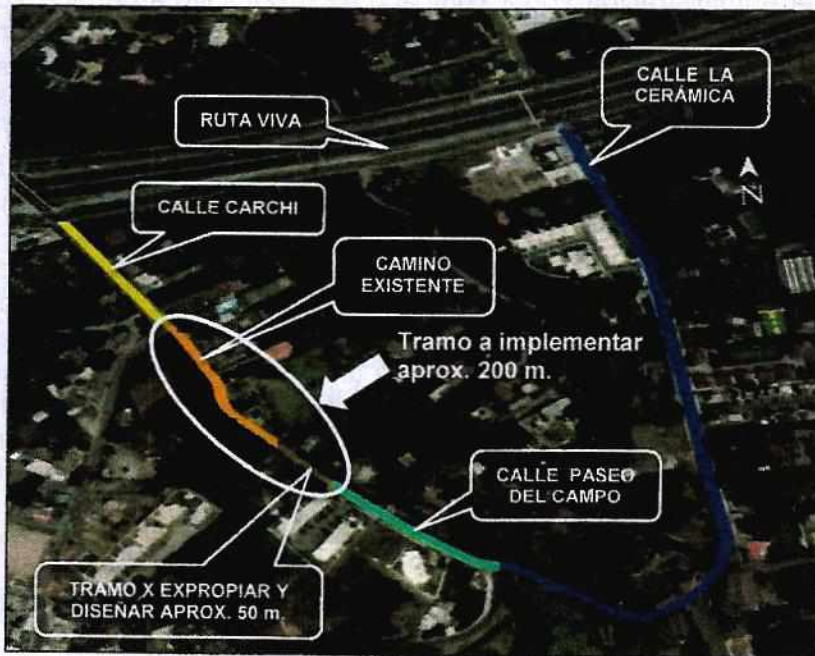 CALLE LA
CERÁMICA
RUTA VIVA
N
CALLE CARCHI
CAMINO
EXISTENTE
Tramo a implementar
aprox. 200 m.
CALLE PASEO
DEL CAMPO
TRAMO X EXPROPIAR Y
DISEÑAR APROX. 50 m.